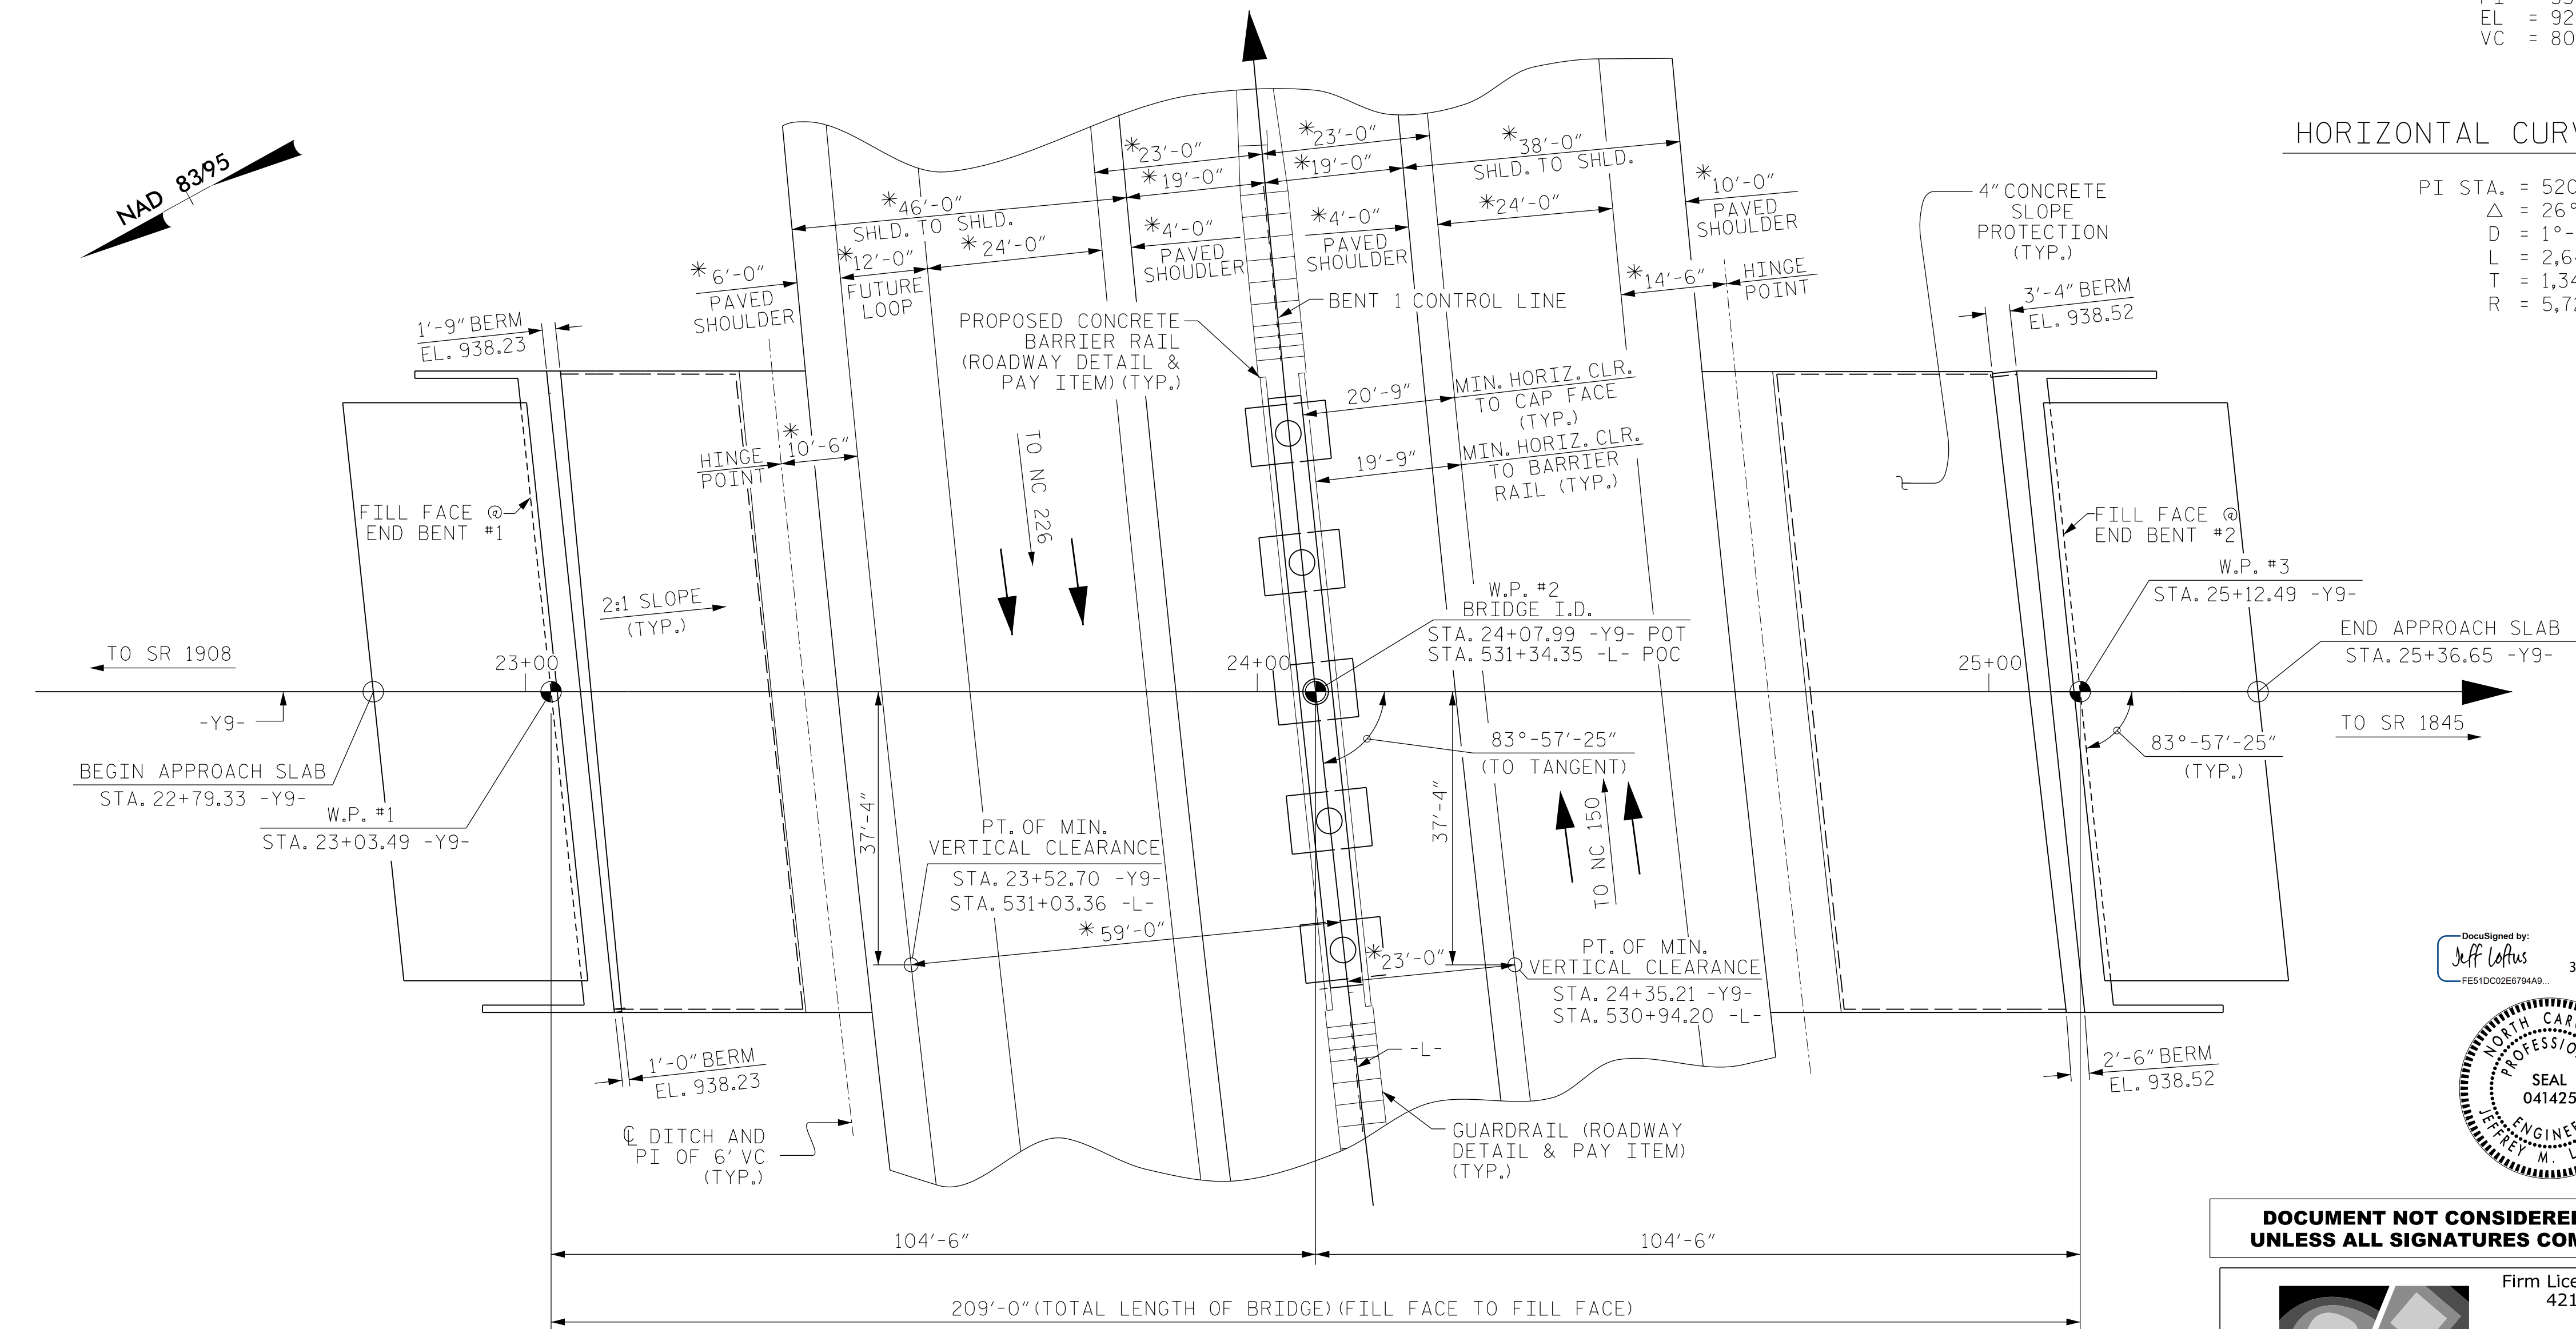 EL = 92
VC = 80
HORIZONTAL CURV
PI STA. = 520
△ = 26°
D = 1°-
L = 2,6
T = 1,34
R = 5,72
NAD 83/95
*23'-0"
*23'-0"
*19'-0"
*19'-0"
*38'-0"
SHLD. TO SHLD.
*46'-0"
SHLD. TO SHLD.
*10'-0"
PAVED
SHOULDER
4" CONCRETE
SLOPE
PROTECTION
(TYP.)
*4'-0"
PAVED
SHOUDLER
*4'-0"
PAVED
SHOULDER
*24'-0"
*12'-0"
FUTURE
LOOP
*24'-0"
*6'-0"
PAVED
SHOULDER
*14'-6"
HINGE
POINT
1'-9" BERM
EL. 938.23
3'-4" BERM
EL. 938.52
BENT 1 CONTROL LINE
PROPOSED CONCRETE
BARRIER RAIL
(ROADWAY DETAIL &
PAY ITEM) (TYP.)
20'-9"
MIN. HORIZ. CLR.
TO CAP FACE
(TYP.)
19'-9"
MIN. HORIZ. CLR.
TO BARRIER
RAIL (TYP.)
*
10'-6"
HINGE
POINT
TO NC 226
FILL FACE @
END BENT #1
FILL FACE @
END BENT #2
W.P. #3
STA. 25+12.49 -Y9-
2:1 SLOPE
(TYP.)
W.P. #2
BRIDGE I.D.
STA. 24+07.99 -Y9- POT
STA. 531+34.35 -L- POC
TO SR 1908
23+00
24+00
25+00
END APPROACH SLAB
STA. 25+36.65 -Y9-
-Y9-
TO SR 1845
83°-57'-25"
(TO TANGENT)
83°-57'-25"
(TYP.)
BEGIN APPROACH SLAB
STA. 22+79.33 -Y9-
W.P. #1
STA. 23+03.49 -Y9-
37'-4"
37'-4"
TO NC 150
PT. OF MIN.
VERTICAL CLEARANCE
STA. 23+52.70 -Y9-
STA. 531+03.36 -L-
*59'-0"
*23'-0"
PT. OF MIN.
VERTICAL CLEARANCE
STA. 24+35.21 -Y9-
STA. 530+94.20 -L-
DocuSigned by:
Jeff Loftus
3
FE51DC02E6794A9...
NORTH CAR
PROFESSIO
SEAL
041425
ENGINE
JEFFREY M. L
1'-0" BERM
EL. 938.23
-L-
2'-6" BERM
EL. 938.52
℄ DITCH AND
PI OF 6' VC
(TYP.)
GUARDRAIL (ROADWAY
DETAIL & PAY ITEM)
(TYP.)
DOCUMENT NOT CONSIDERE
UNLESS ALL SIGNATURES COM
104'-6"
104'-6"
Firm Lice
421
209'-0" (TOTAL LENGTH OF BRIDGE) (FILL FACE TO FILL FACE)